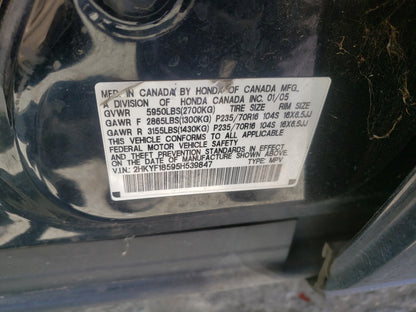 MFD. IN CANADA BY HONDA OF CANADA MFG.
A DIVISION OF HONDA CANADA INC. 01/05
GVWR 5950LBS(2700KG) TIRE SIZE RIM SIZE
GAWR F 2865LBS(1300KG) P235/70R16 104S 16X6.5JJ
GAWR R 3155LBS(1430KG) P235/70R16 104S 16X6.5JJ
THIS VEHICLE CONFORMS TO ALL APPLICABLE
FEDERAL MOTOR VEHICLE SAFETY
AND THEFT PREVENTION STANDARDS IN EFFECT
ON THE DATE OF MANUFACTURE SHOWN ABOVE
V.I.N: 2HKYF18595H539847 TYPE: MPV